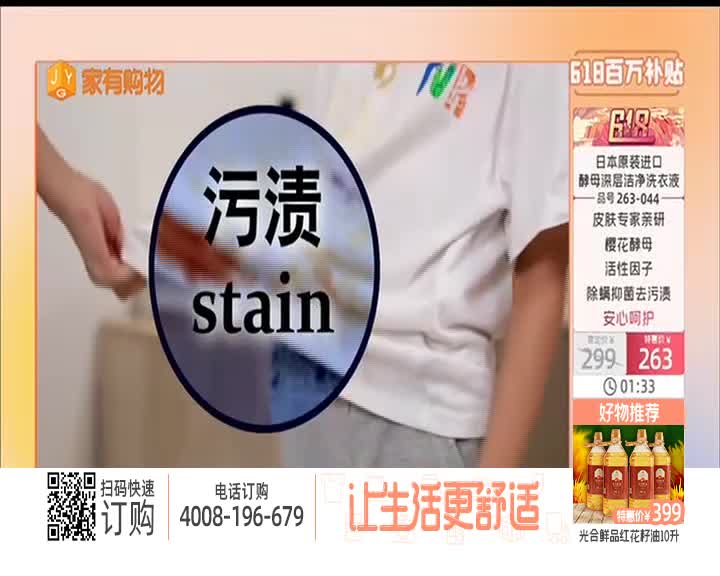 JYG 家有购物
618百万补贴
污渍
stain
618
日本原装进口
酵母深层洁净洗衣液
品号 263-044
皮肤专家亲研
樱花酵母
活性因子
除螨抑菌去污渍
安心呵护
299
特惠价¥
263
01:33
好物推荐
特惠价¥399
光合鲜品红花籽油10升
扫码快速
订购
电话订购
4008-196-679
让生活更舒适